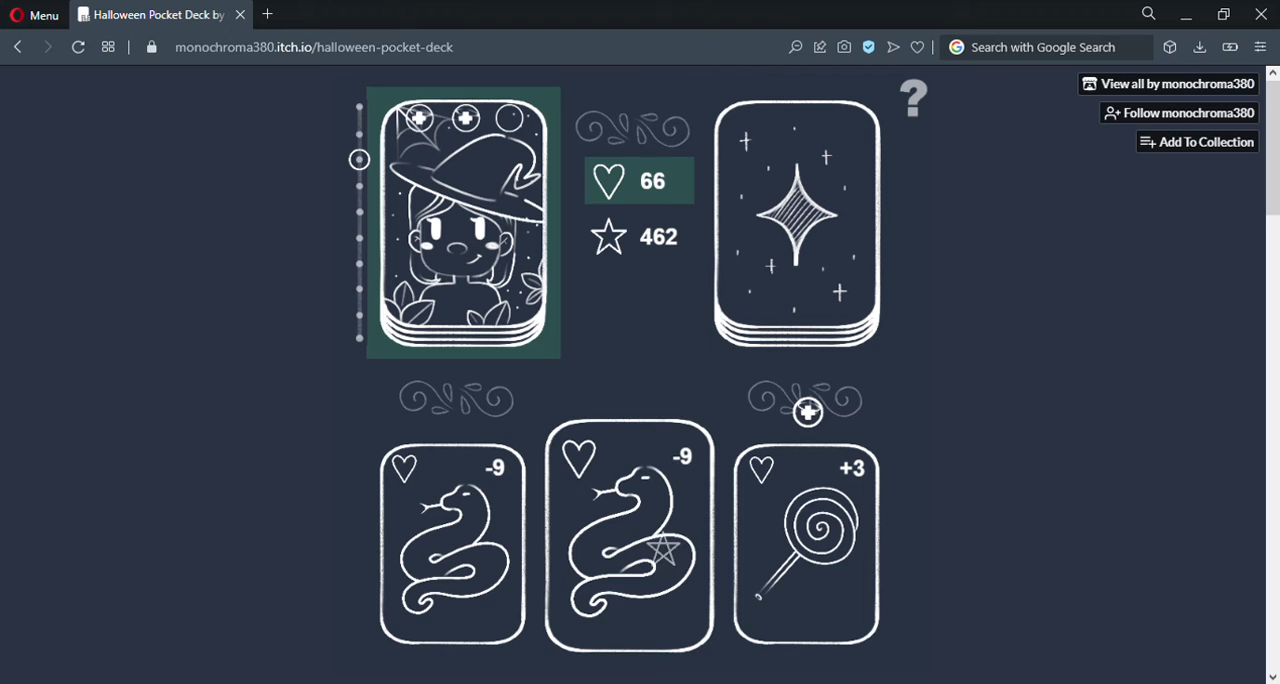 Menu
Halloween Pocket Deck by
monochroma380.itch.io/halloween-pocket-deck
Search with Google Search
View all by monochroma380
Follow monochroma380
Add To Collection
?
66
462
-9
-9
+3